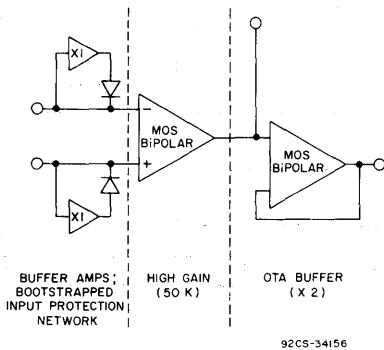 X1
−
MOS
BiPOLAR
+
X1
MOS
BiPOLAR
BUFFER AMPS;
BOOTSTRAPPED
INPUT PROTECTION
NETWORK
HIGH GAIN
(50 K)
OTA BUFFER
(X 2)
92CS-34156